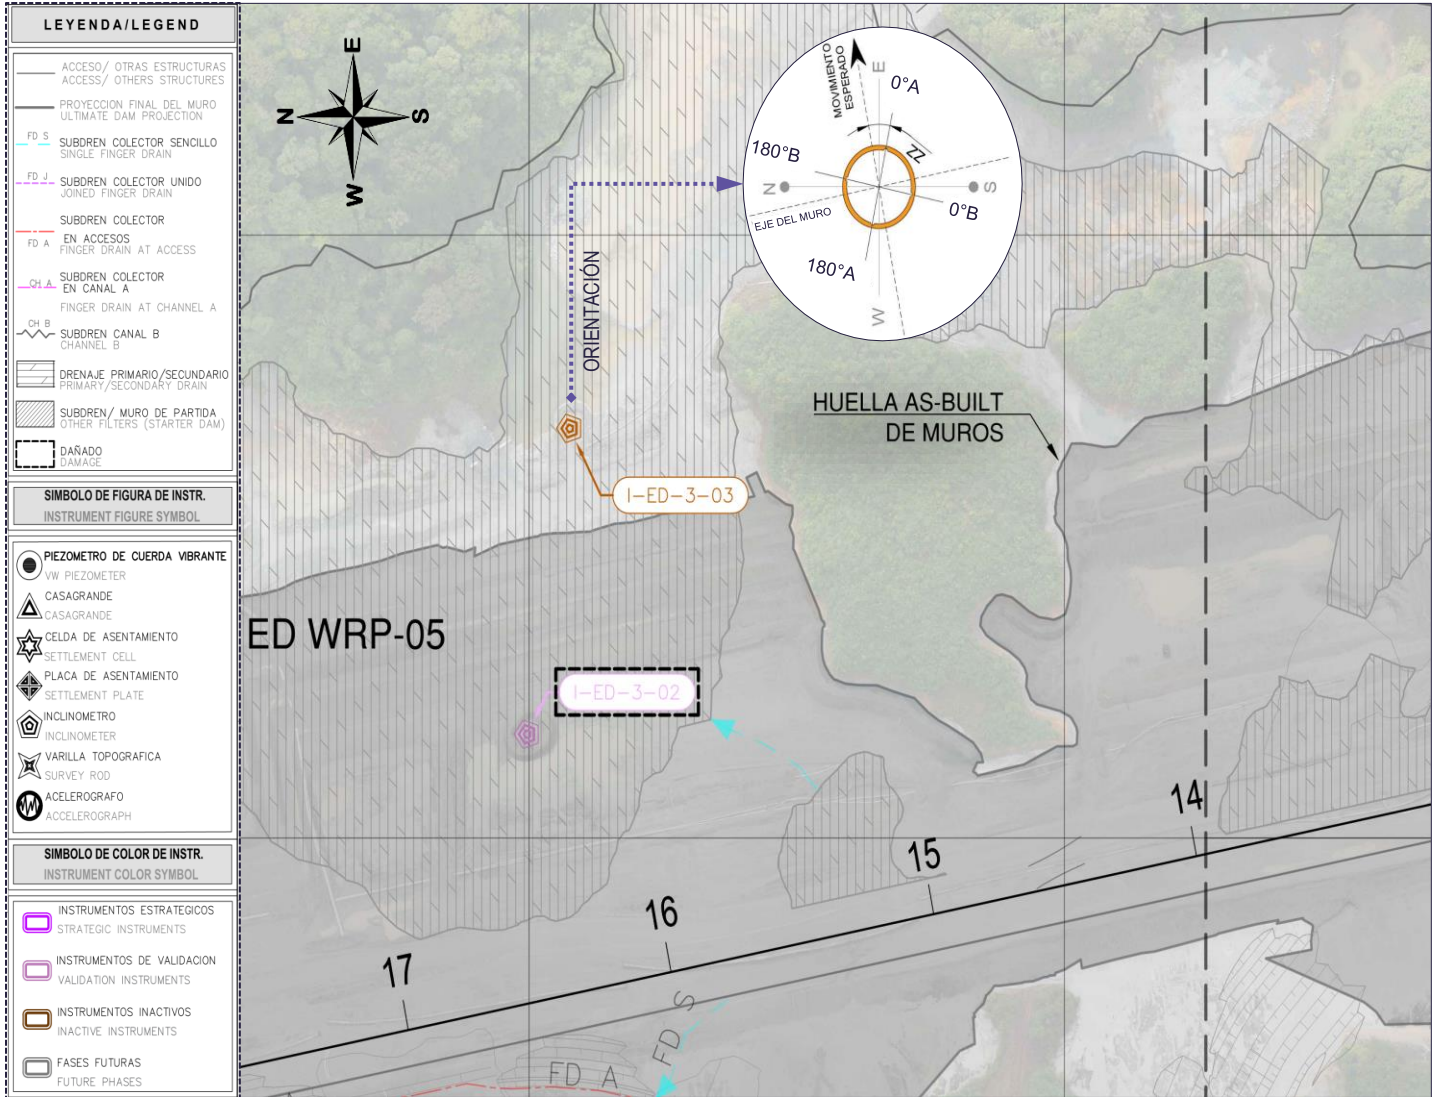 LEYENDA/LEGEND
ACCESO/ OTRAS ESTRUCTURAS
ACCESS/ OTHERS STRUCTURES
PROYECCION FINAL DEL MURO
ULTIMATE DAM PROJECTION
FD S
SUBDREN COLECTOR SENCILLO
SINGLE FINGER DRAIN
FD J
SUBDREN COLECTOR UNIDO
JOINED FINGER DRAIN
SUBDREN COLECTOR
EN ACCESOS
FD A
FINGER DRAIN AT ACCESS
SUBDREN COLECTOR
CH A
EN CANAL A
FINGER DRAIN AT CHANNEL A
CH B
SUBDREN CANAL B
CHANNEL B
DRENAJE PRIMARIO/SECUNDARIO
PRIMARY/SECONDARY DRAIN
SUBDREN/ MURO DE PARTIDA
OTHER FILTERS (STARTER DAM)
DAÑADO
DAMAGE
SIMBOLO DE FIGURA DE INSTR.
INSTRUMENT FIGURE SYMBOL
PIEZOMETRO DE CUERDA VIBRANTE
VW PIEZOMETER
CASAGRANDE
CASAGRANDE
CELDA DE ASENTAMIENTO
SETTLEMENT CELL
PLACA DE ASENTAMIENTO
SETTLEMENT PLATE
INCLINOMETRO
INCLINOMETER
VARILLA TOPOGRAFICA
SURVEY ROD
ACELEROGRAFO
ACCELEROGRAPH
SIMBOLO DE COLOR DE INSTR.
INSTRUMENT COLOR SYMBOL
INSTRUMENTOS ESTRATEGICOS
STRATEGIC INSTRUMENTS
INSTRUMENTOS DE VALIDACION
VALIDATION INSTRUMENTS
INSTRUMENTOS INACTIVOS
INACTIVE INSTRUMENTS
FASES FUTURAS
FUTURE PHASES
E
N
S
W
MOVIMIENTO
ESPERADO
E
0°A
ZZ
180°B
N
S
0°B
EJE DEL MURO
180°A
W
ORIENTACIÓN
HUELLA AS-BUILT
DE MUROS
I-ED-3-03
ED WRP-05
I-ED-3-02
14
15
16
17
FD S
FD A